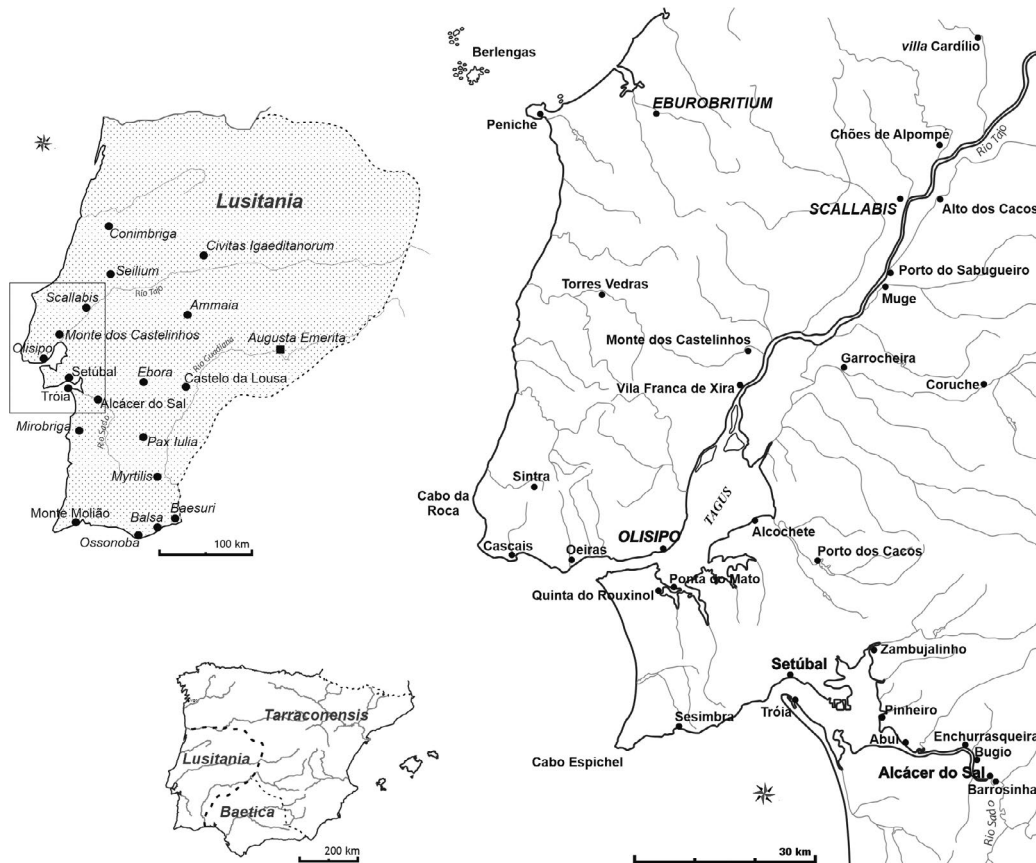 Lusitania
Conimbriga
Civitas Igaeditanorum
Seilium
Rio Tajo
Scallabis
Ammaia
Monte dos Castelinhos
Augusta Emerita
Olisipo
Rio Guadiana
Setúbal
Ebora
Castelo da Lousa
Tróia
Alcácer do Sal
Mirobriga
Rio Sado
Pax Iulia
Myrtilis
Monte Molião
Balsa
Baesuri
Ossonoba
100 km
Tarraconensis
Lusitania
Baetica
200 km
Berlengas
villa Cardílio
Peniche
EBUROBRITIUM
Chões de Alpompe
Rio Tajo
SCALLABIS
Alto dos Cacos
Porto do Sabugueiro
Torres Vedras
Muge
Monte dos Castelinhos
Garrocheira
Vila Franca de Xira
Coruche
Sintra
Cabo da
Roca
TAGUS
OLISIPO
Alcochete
Cascais
Oeiras
Porto dos Cacos
Ponta do Mato
Quinta do Rouxinol
Zambujalinho
Setúbal
Tróia
Pinheiro
Sesimbra
Abul
Enchurrasqueira
Bugio
Cabo Espichel
Alcácer do Sal
Barrosinha
Rio Sado
30 km